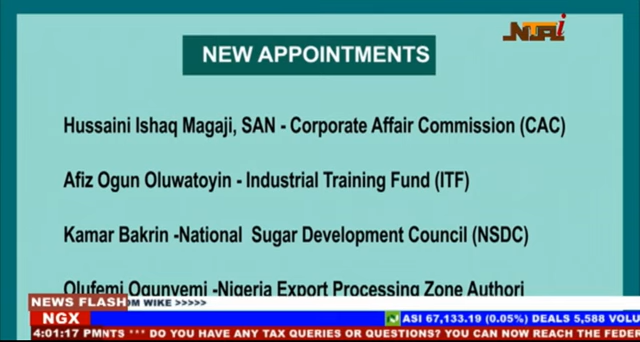 NTAi
NEW APPOINTMENTS
Hussaini Ishaq Magaji, SAN - Corporate Affair Commission (CAC)
Afiz Ogun Oluwatoyin - Industrial Training Fund (ITF)
Kamar Bakrin -National Sugar Development Council (NSDC)
Olufemi Ogunyemi -Nigeria Export Processing Zone Authori
NEWS FLASH OM WIKE >>>>>
NGX ASI 67,133.19 (0.05%) DEALS 5,588 VOLU
4:01:17 PM NTS *** DO YOU HAVE ANY TAX QUERIES OR QUESTIONS? YOU CAN NOW REACH THE FEDER